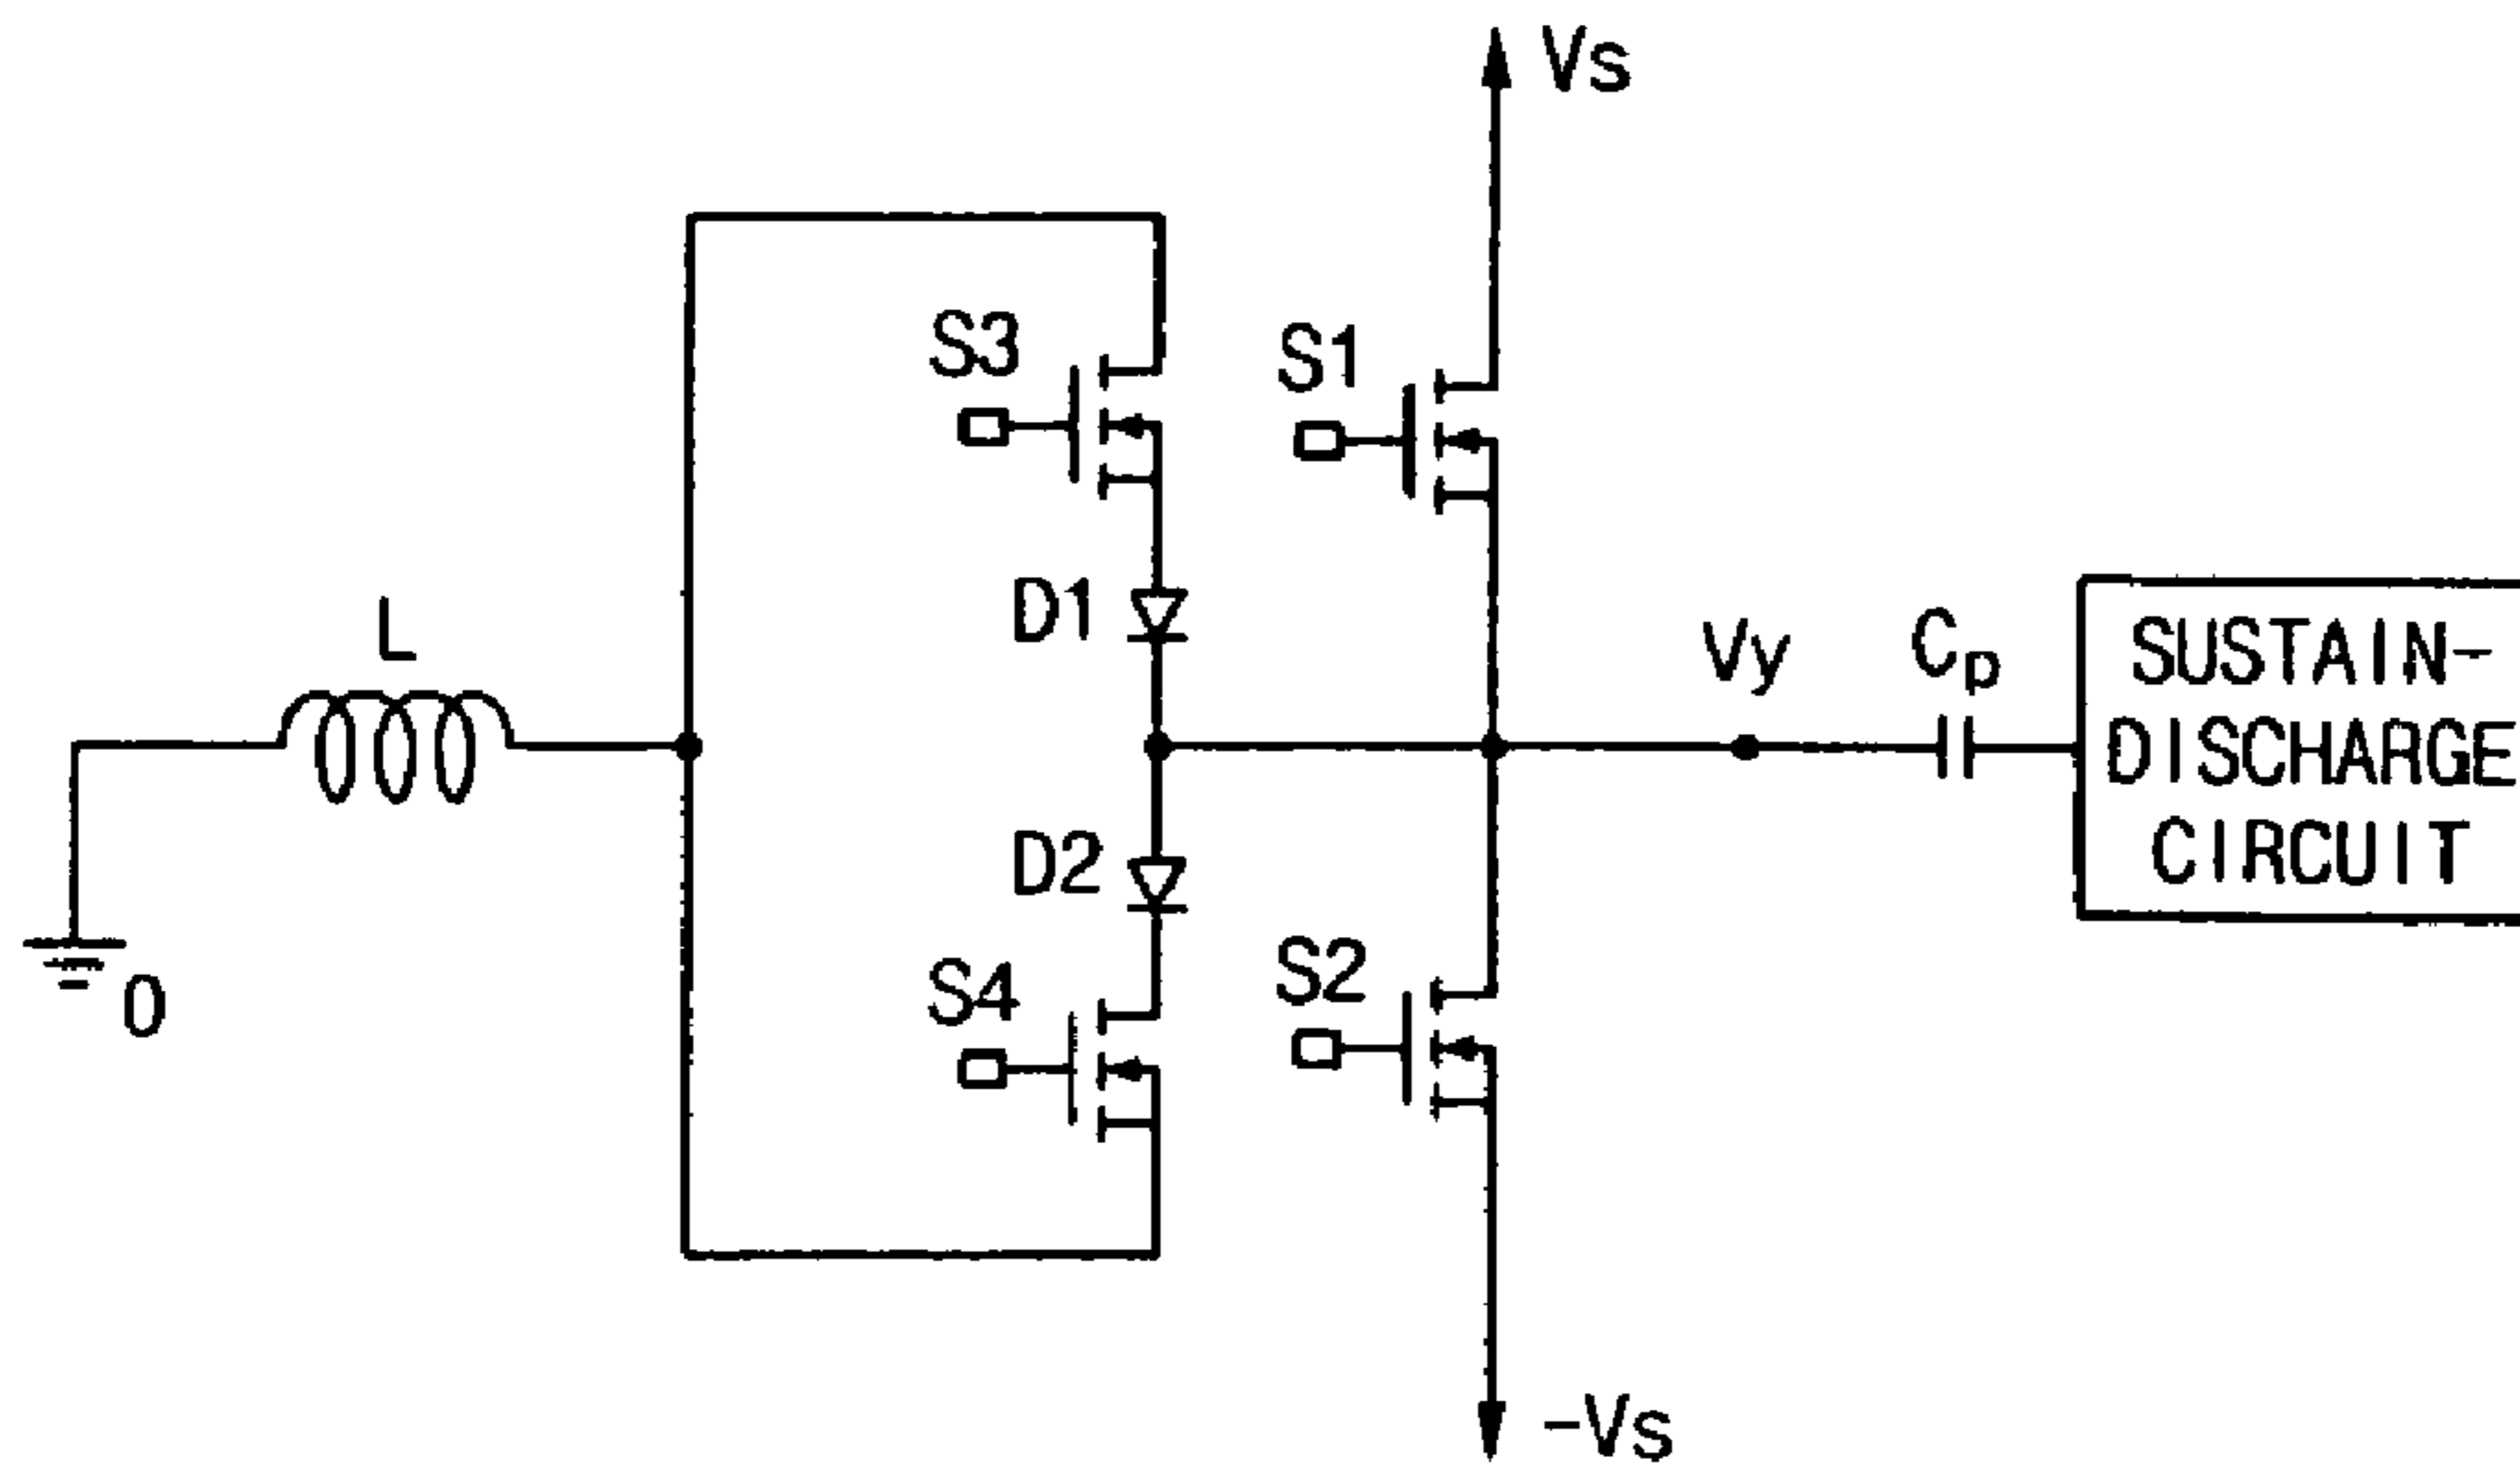 Vs
S3
S1
D1
L
Vy
Cp
SUSTAIN-
DISCHARGE
CIRCUIT
D2
S4
S2
0
-Vs